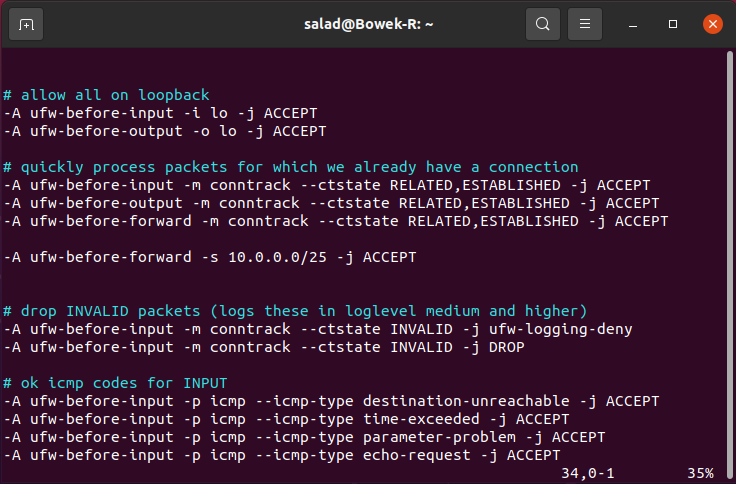 salad@Bowek-R: ~
# allow all on loopback
-A ufw-before-input -i lo -j ACCEPT
-A ufw-before-output -o lo -j ACCEPT
# quickly process packets for which we already have a connection
-A ufw-before-input -m conntrack --ctstate RELATED,ESTABLISHED -j ACCEPT
-A ufw-before-output -m conntrack --ctstate RELATED,ESTABLISHED -j ACCEPT
-A ufw-before-forward -m conntrack --ctstate RELATED,ESTABLISHED -j ACCEPT
-A ufw-before-forward -s 10.0.0.0/25 -j ACCEPT
# drop INVALID packets (logs these in loglevel medium and higher)
-A ufw-before-input -m conntrack --ctstate INVALID -j ufw-logging-deny
-A ufw-before-input -m conntrack --ctstate INVALID -j DROP
# ok icmp codes for INPUT
-A ufw-before-input -p icmp --icmp-type destination-unreachable -j ACCEPT
-A ufw-before-input -p icmp --icmp-type time-exceeded -j ACCEPT
-A ufw-before-input -p icmp --icmp-type parameter-problem -j ACCEPT
-A ufw-before-input -p icmp --icmp-type echo-request -j ACCEPT
34,0-1 35%